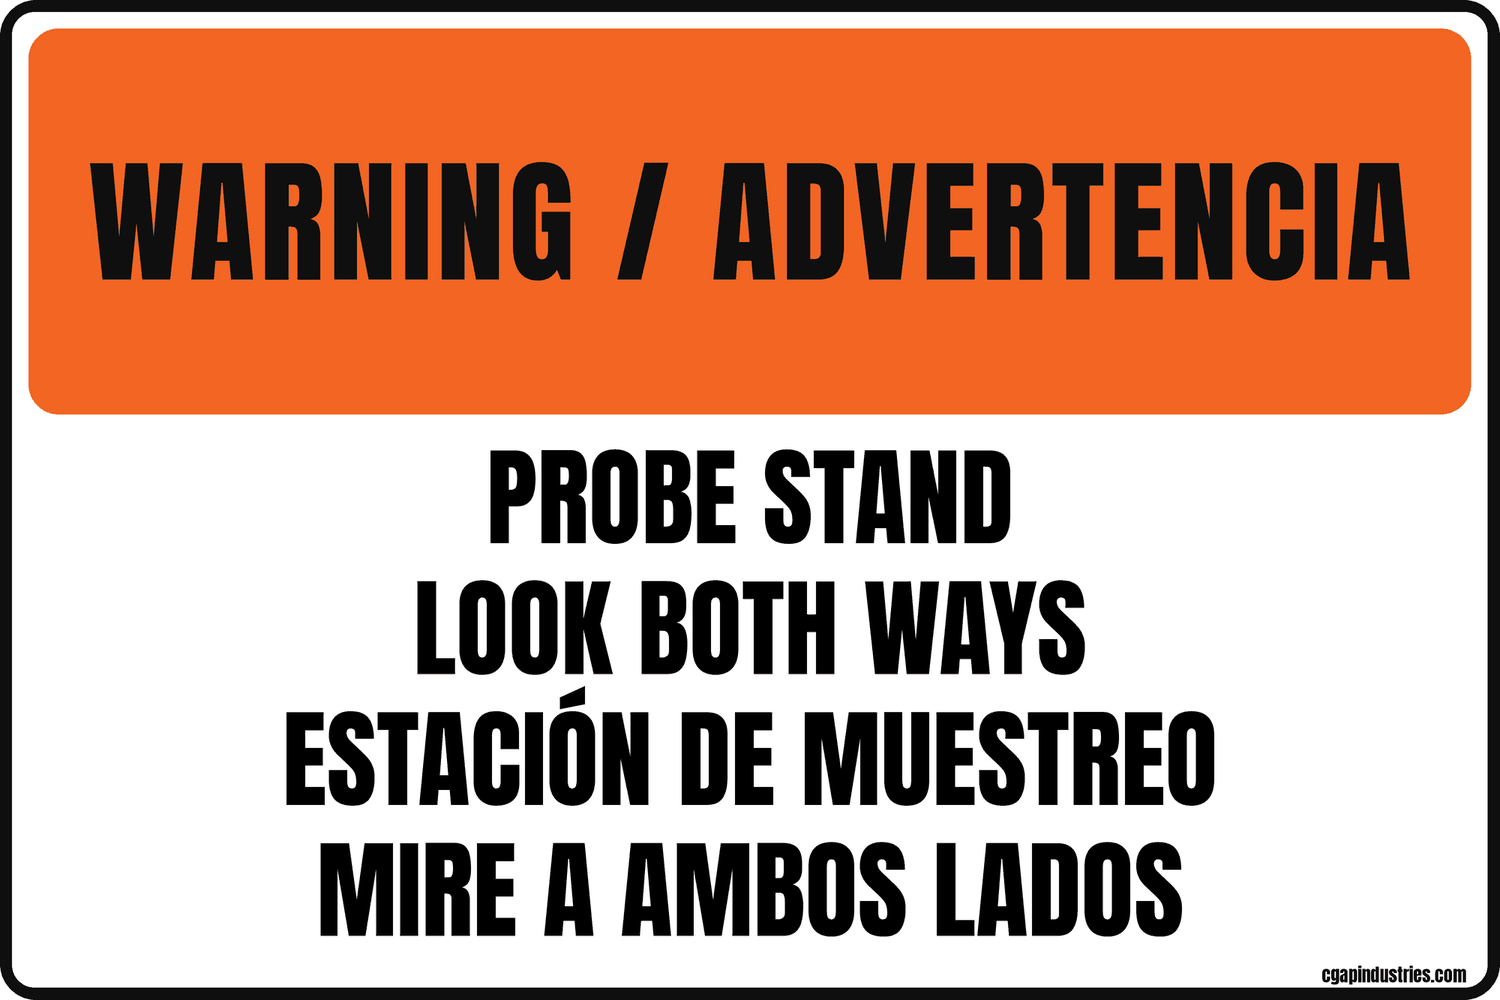 WARNING / ADVERTENCIA
PROBE STAND
LOOK BOTH WAYS
ESTACIÓN DE MUESTREO
MIRE A AMBOS LADOS
cgapindustries.com